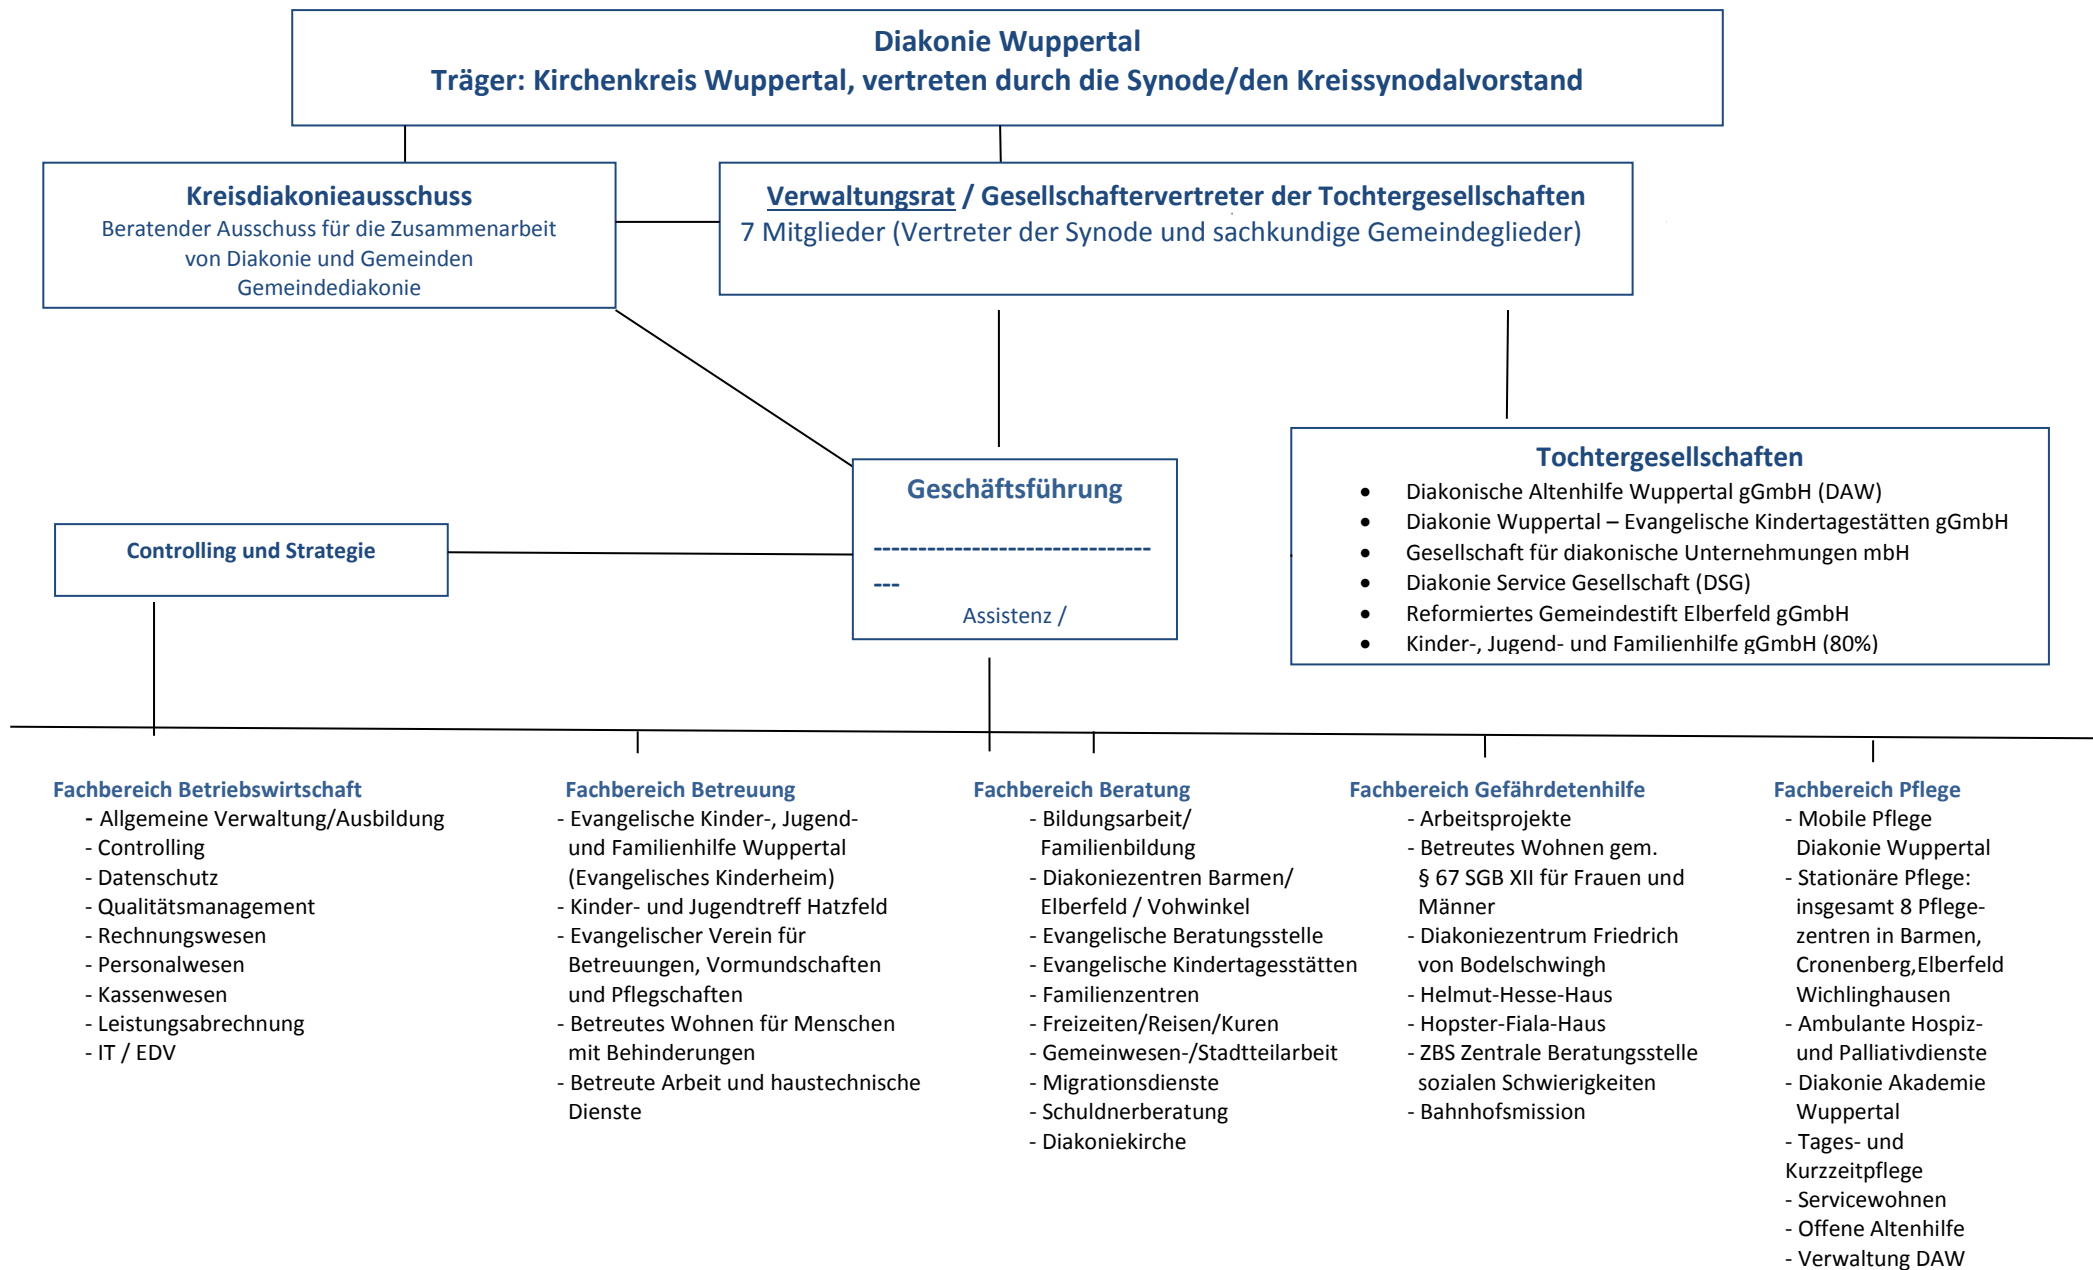 Diakonie Wuppertal
Träger: Kirchenkreis Wuppertal, vertreten durch die Synode/den Kreissynodalvorstand
Kreisdiakonieausschuss
Beratender Ausschuss für die Zusammenarbeit
von Diakonie und Gemeinden
Gemeindediakonie
Verwaltungsrat / Gesellschaftervertreter der Tochtergesellschaften
7 Mitglieder (Vertreter der Synode und sachkundige Gemeindeglieder)
Geschäftsführung
-------------------------------
---
Assistenz /
Controlling und Strategie
Tochtergesellschaften
• Diakonische Altenhilfe Wuppertal gGmbH (DAW)
• Diakonie Wuppertal – Evangelische Kindertagestätten gGmbH
• Gesellschaft für diakonische Unternehmungen mbH
• Diakonie Service Gesellschaft (DSG)
• Reformiertes Gemeindestift Elberfeld gGmbH
• Kinder-, Jugend- und Familienhilfe gGmbH (80%)
Fachbereich Betriebswirtschaft
- Allgemeine Verwaltung/Ausbildung
- Controlling
- Datenschutz
- Qualitätsmanagement
- Rechnungswesen
- Personalwesen
- Kassenwesen
- Leistungsabrechnung
- IT / EDV
Fachbereich Betreuung
- Evangelische Kinder-, Jugend-
und Familienhilfe Wuppertal
(Evangelisches Kinderheim)
- Kinder- und Jugendtreff Hatzfeld
- Evangelischer Verein für
Betreuungen, Vormundschaften
und Pflegschaften
- Betreutes Wohnen für Menschen
mit Behinderungen
- Betreute Arbeit und haustechnische
Dienste
Fachbereich Beratung
- Bildungsarbeit/
Familienbildung
- Diakoniezentren Barmen/
Elberfeld / Vohwinkel
- Evangelische Beratungsstelle
- Evangelische Kindertagesstätten
- Familienzentren
- Freizeiten/Reisen/Kuren
- Gemeinwesen-/Stadtteilarbeit
- Migrationsdienste
- Schuldnerberatung
- Diakoniekirche
Fachbereich Gefährdetenhilfe
- Arbeitsprojekte
- Betreutes Wohnen gem.
§ 67 SGB XII für Frauen und
Männer
- Diakoniezentrum Friedrich
von Bodelschwingh
- Helmut-Hesse-Haus
- Hopster-Fiala-Haus
- ZBS Zentrale Beratungsstelle
sozialen Schwierigkeiten
- Bahnhofsmission
Fachbereich Pflege
- Mobile Pflege
Diakonie Wuppertal
- Stationäre Pflege:
insgesamt 8 Pflege-
zentren in Barmen,
Cronenberg,Elberfeld
Wichlinghausen
- Ambulante Hospiz-
und Palliativdienste
- Diakonie Akademie
Wuppertal
- Tages- und
Kurzzeitpflege
- Servicewohnen
- Offene Altenhilfe
- Verwaltung DAW